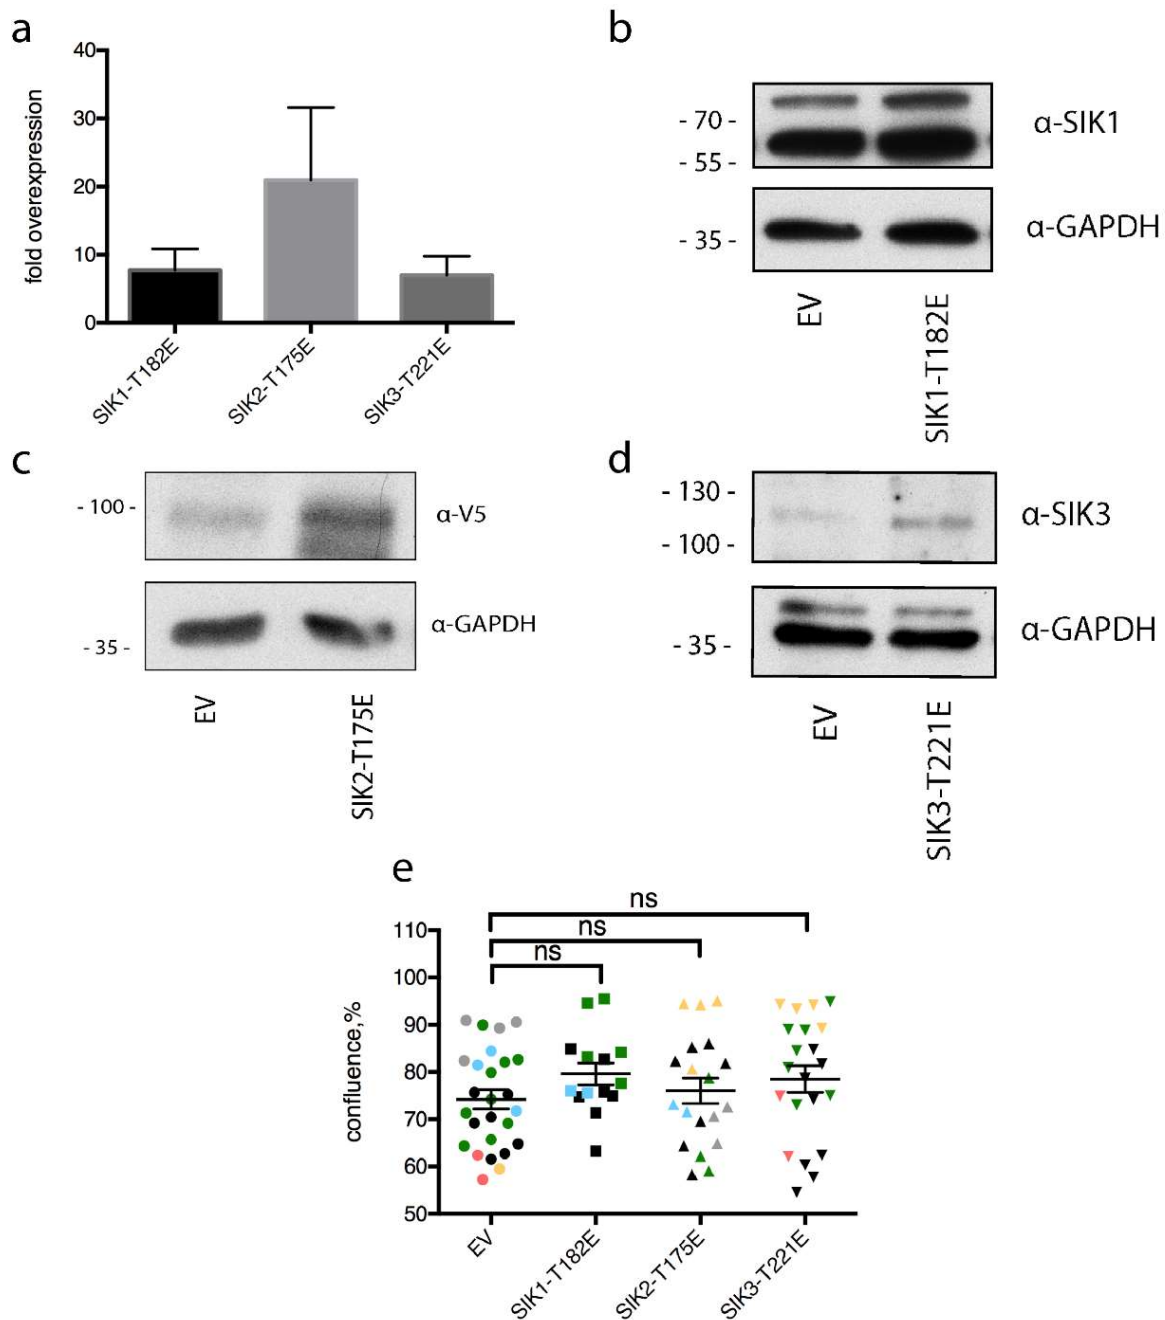 a
fold overexpression
40
30
20
10
0
SIK1-T182E
SIK2-T175E
SIK3-T221E
b
- 70 -
- 55 -
α-SIK1
- 35 -
α-GAPDH
EV
SIK1-T182E
c
- 100 -
α-V5
- 35 -
α-GAPDH
EV
SIK2-T175E
d
- 130 -
- 100 -
α-SIK3
- 35 -
α-GAPDH
EV
SIK3-T221E
e
ns
ns
ns
confluence,%
110
100
90
80
70
60
50
EV
SIK1-T182E
SIK2-T175E
SIK3-T221E